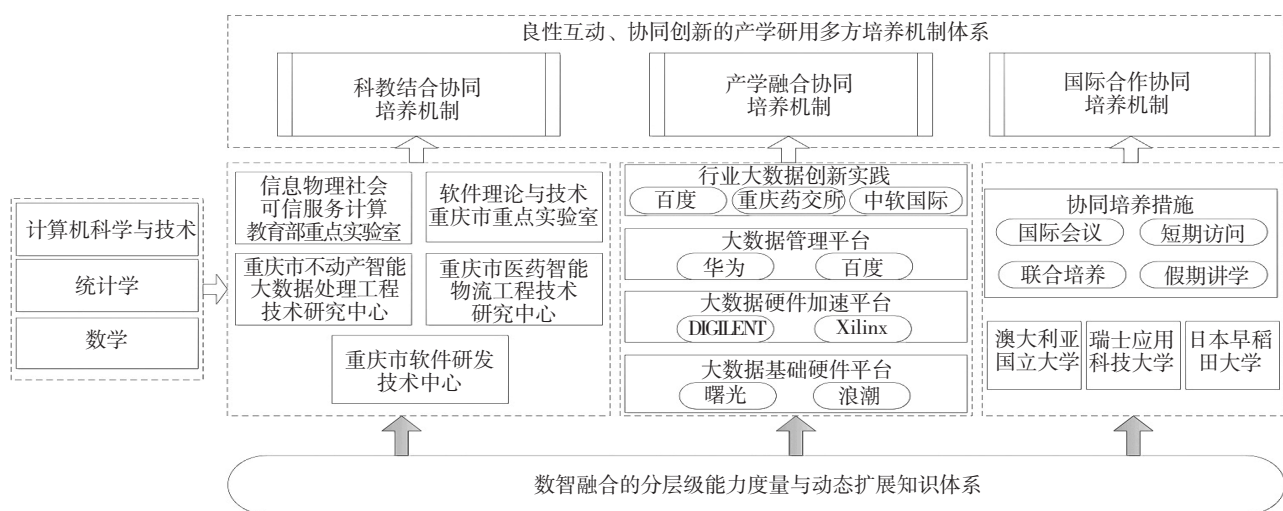 良性互动、协同创新的产学研用多方培养机制体系
科教结合协同
培养机制
产学融合协同
培养机制
国际合作协同
培养机制
计算机科学与技术
统计学
数学
信息物理社会
可信服务计算
教育部重点实验室
软件理论与技术
重庆市重点实验室
重庆市不动产智能
大数据处理工程
技术研究中心
重庆市医药智能
物流工程技术
研究中心
重庆市软件研发
技术中心
行业大数据创新实践
百度 重庆药交所 中软国际
大数据管理平台
华为 百度
大数据硬件加速平台
DIGILENT Xilinx
大数据基础硬件平台
曙光 浪潮
协同培养措施
国际会议 短期访问
联合培养 假期讲学
澳大利亚
国立大学
瑞士应用
科技大学
日本早稻
田大学
数智融合的分层级能力度量与动态扩展知识体系